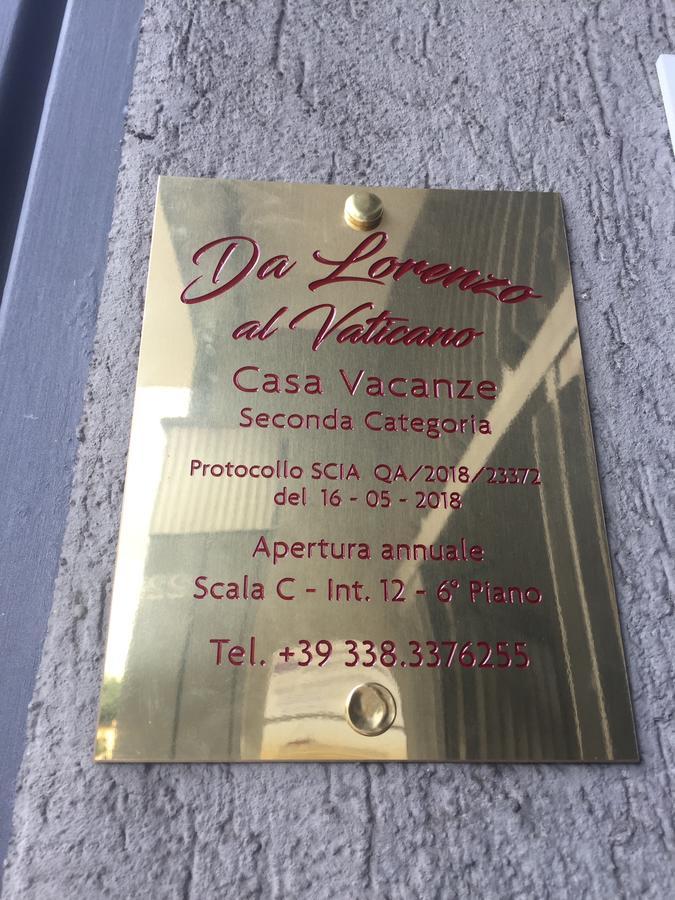 Da Lorenzo
al Vaticano
Casa Vacanze
Seconda Categoria
Protocollo SCIA QA/2018/23372
del 16 - 05 - 2018
Apertura annuale
Scala C - Int. 12 - 6° Piano
Tel. +39 338.3376255